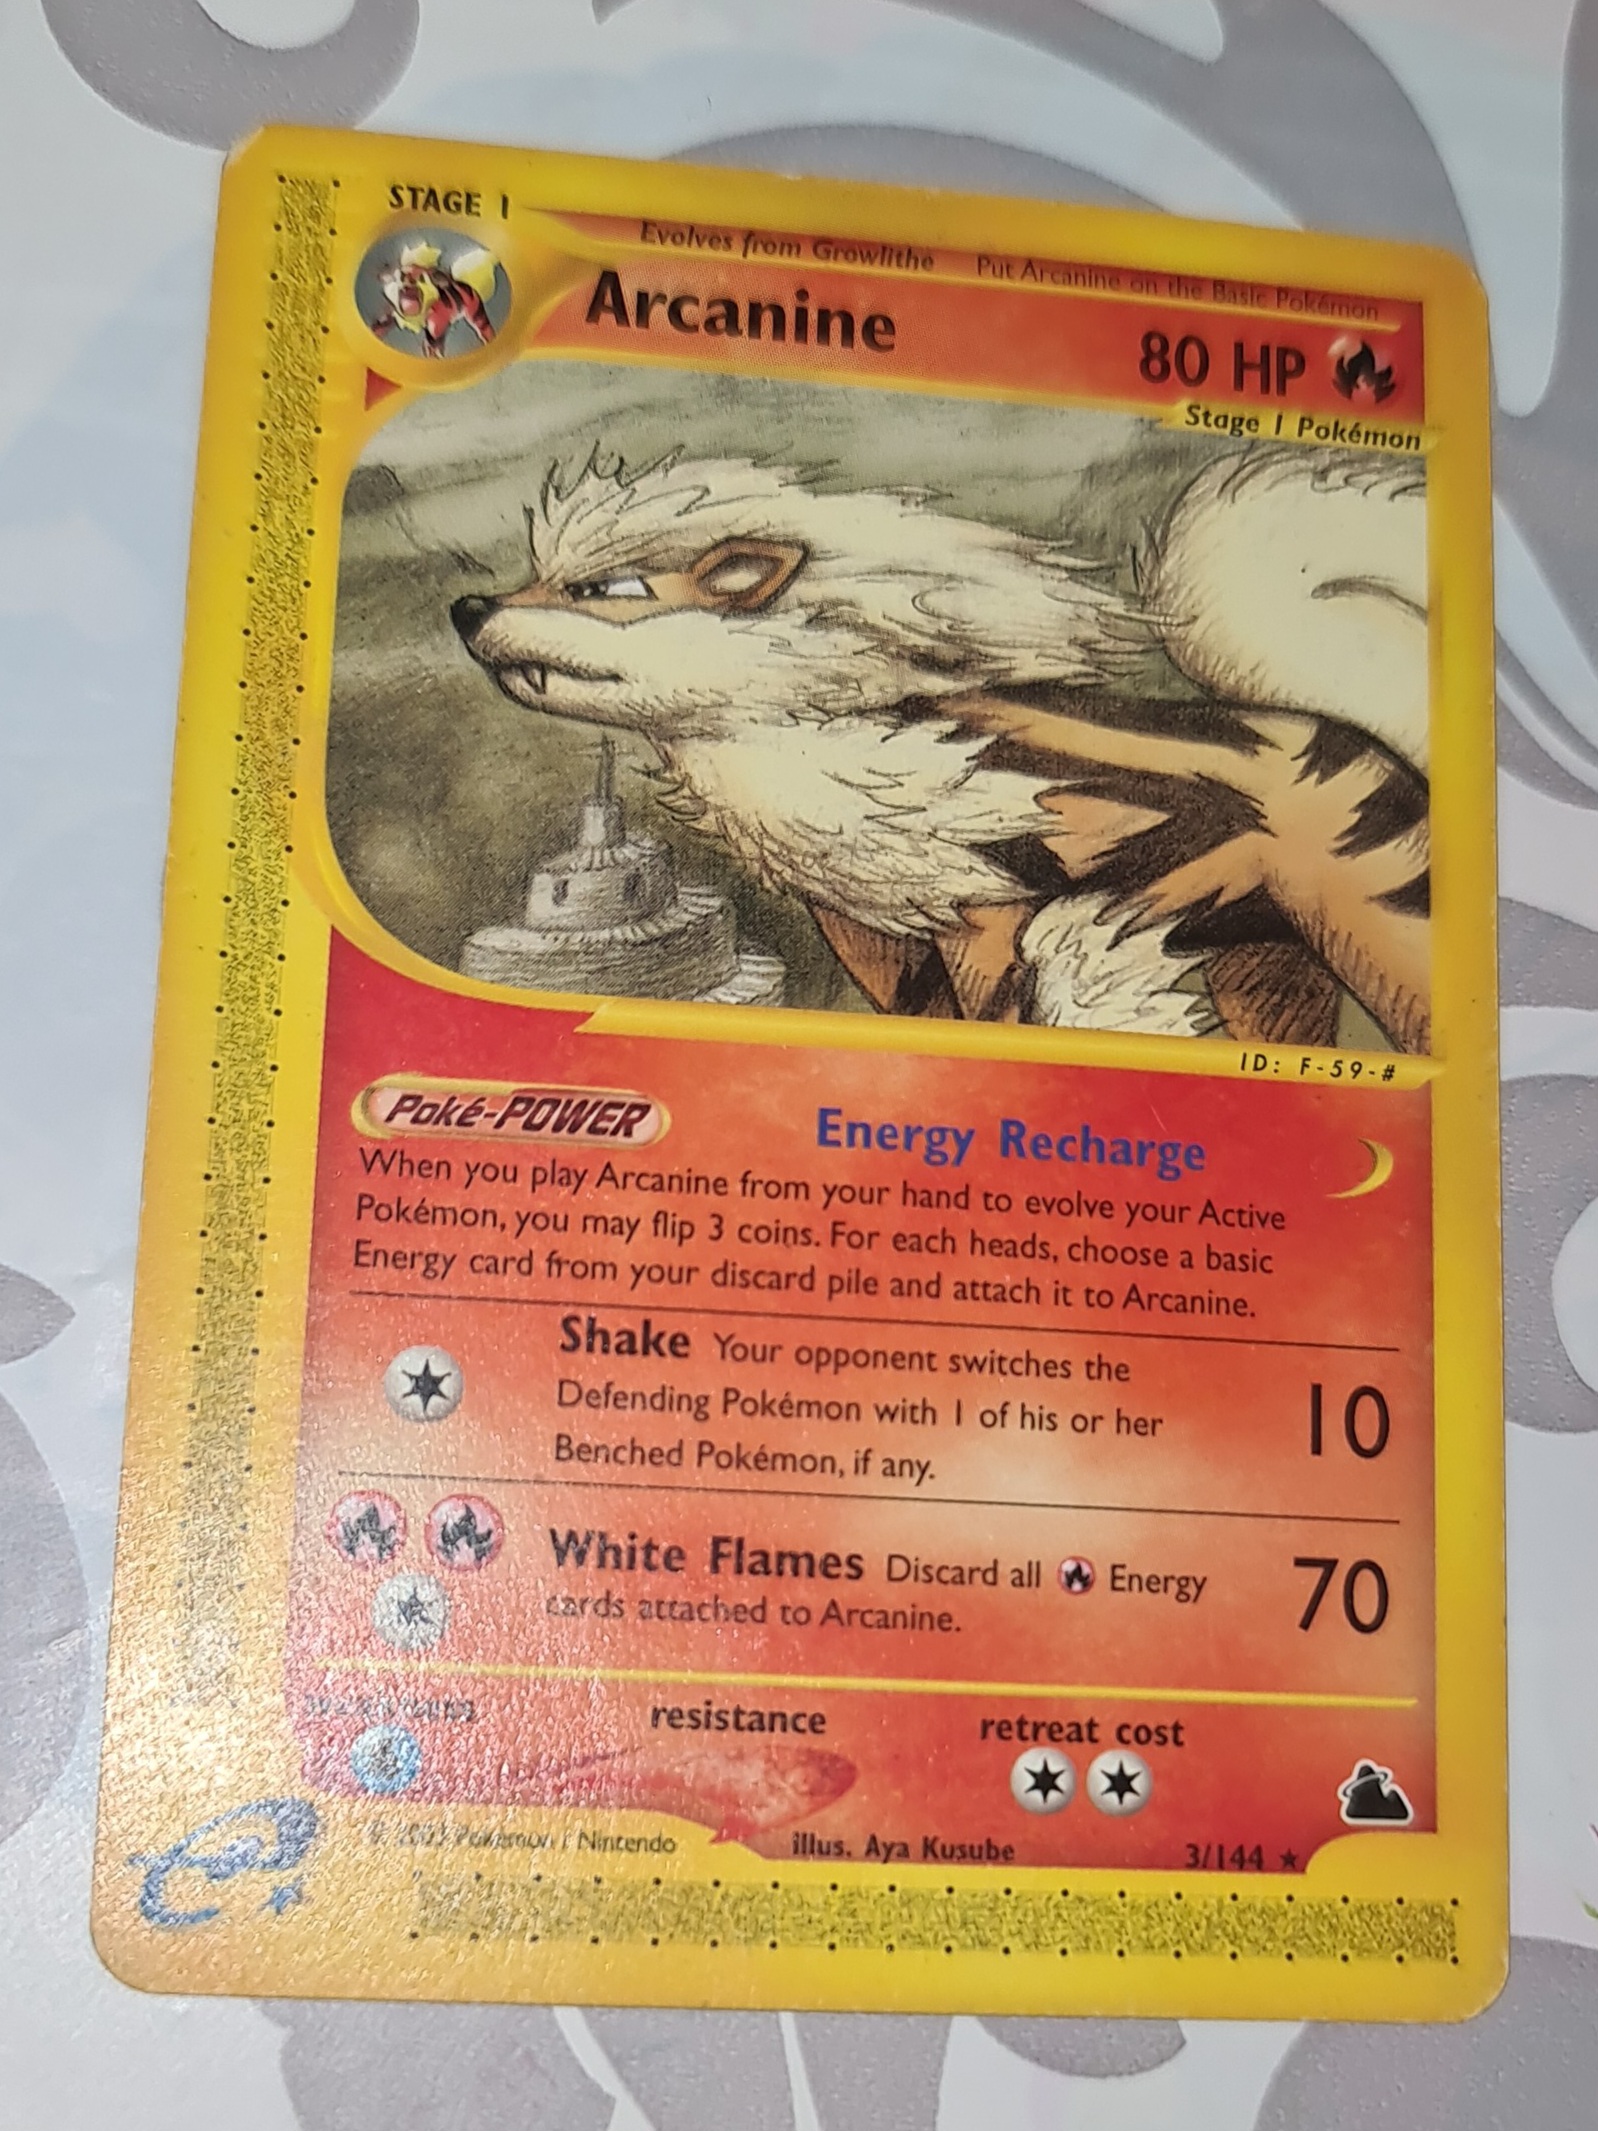 STAGE 1
Evolves from Growlithe Put Arcanine on the Basic Pokémon
Arcanine 80 HP
Stage 1 Pokémon
ID: F-59-#
Poké-POWER Energy Recharge
When you play Arcanine from your hand to evolve your Active
Pokémon, you may flip 3 coins. For each heads, choose a basic
Energy card from your discard pile and attach it to Arcanine.
Shake Your opponent switches the
Defending Pokémon with 1 of his or her
Benched Pokémon, if any.
10
White Flames Discard all Energy
cards attached to Arcanine.
70
resistance retreat cost
Pokémon / Nintendo illus. Aya Kusube 3/144 ★
e